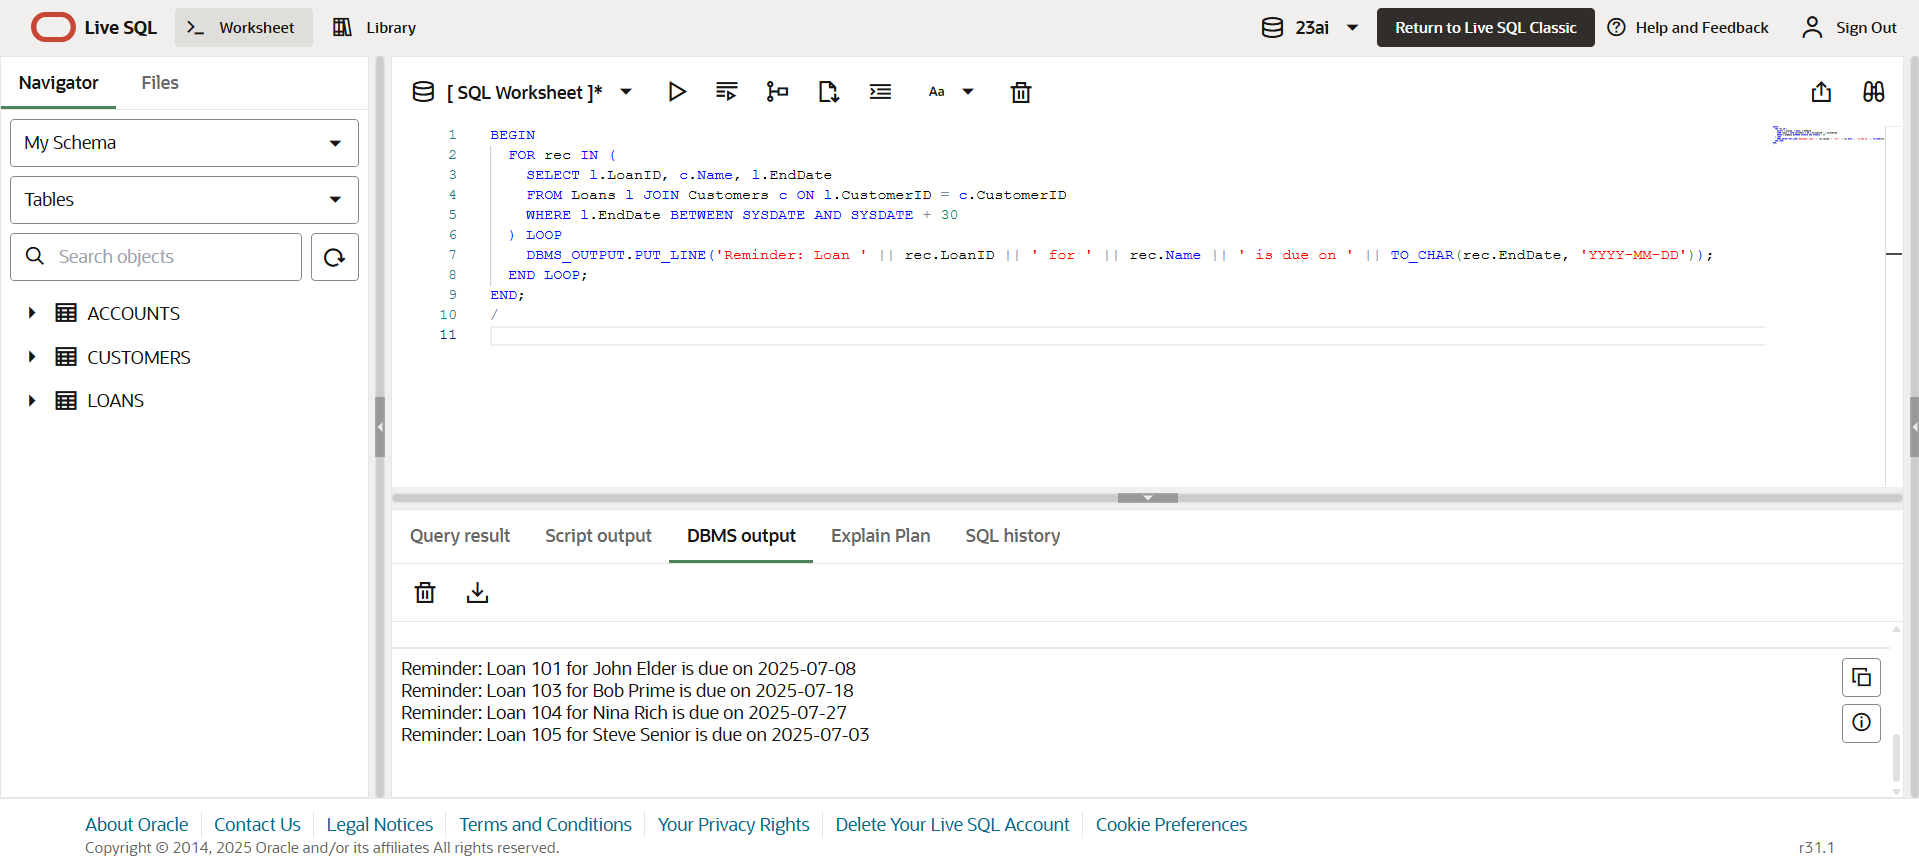 Live SQL
Worksheet
Library
23ai
Return to Live SQL Classic
Help and Feedback
Sign Out
Navigator
Files
My Schema
Tables
Search objects
ACCOUNTS
CUSTOMERS
LOANS
[ SQL Worksheet ]*
Aa
1 BEGIN
2 FOR rec IN (
3 SELECT l.LoanID, c.Name, l.EndDate
4 FROM Loans l JOIN Customers c ON l.CustomerID = c.CustomerID
5 WHERE l.EndDate BETWEEN SYSDATE AND SYSDATE + 30
6 ) LOOP
7 DBMS_OUTPUT.PUT_LINE('Reminder: Loan ' || rec.LoanID || ' for ' || rec.Name || ' is due on ' || TO_CHAR(rec.EndDate, 'YYYY-MM-DD'));
8 END LOOP;
9 END;
10 /
11
Query result
Script output
DBMS output
Explain Plan
SQL history
Reminder: Loan 101 for John Elder is due on 2025-07-08
Reminder: Loan 103 for Bob Prime is due on 2025-07-18
Reminder: Loan 104 for Nina Rich is due on 2025-07-27
Reminder: Loan 105 for Steve Senior is due on 2025-07-03
About Oracle
Contact Us
Legal Notices
Terms and Conditions
Your Privacy Rights
Delete Your Live SQL Account
Cookie Preferences
Copyright © 2014, 2025 Oracle and/or its affiliates All rights reserved.
r31.1